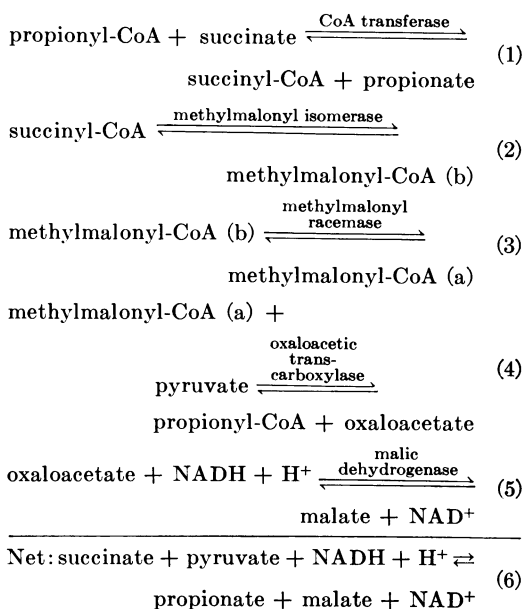 CoA transferase
propionyl-CoA + succinate ⇌
(1)
succinyl-CoA + propionate
methylmalonyl isomerase
succinyl-CoA ⇌
(2)
methylmalonyl-CoA (b)
methylmalonyl
racemase
methylmalonyl-CoA (b) ⇌
(3)
methylmalonyl-CoA (a)
methylmalonyl-CoA (a) +
oxaloacetic
trans-
carboxylase
(4)
pyruvate ⇌
propionyl-CoA + oxaloacetate
malic
dehydrogenase
oxaloacetate + NADH + H⁺ ⇌
(5)
malate + NAD⁺
Net: succinate + pyruvate + NADH + H⁺ ⇌
(6)
propionate + malate + NAD⁺